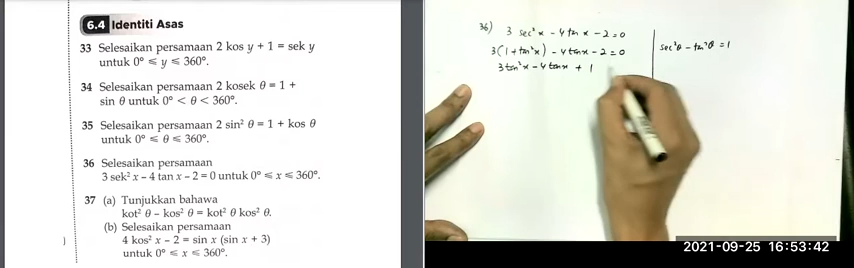 6.4 Identiti Asas
33 Selesaikan persamaan 2 kos y + 1 = sek y
untuk 0° ⩽ y ⩽ 360°.
34 Selesaikan persamaan 2 kosek θ = 1 +
sin θ untuk 0° < θ < 360°.
35 Selesaikan persamaan 2 sin² θ = 1 + kos θ
untuk 0° ⩽ θ ⩽ 360°.
36 Selesaikan persamaan
3 sek² x – 4 tan x – 2 = 0 untuk 0° ⩽ x ⩽ 360°.
37 (a) Tunjukkan bahawa
kot² θ – kos² θ = kot² θ kos² θ.
(b) Selesaikan persamaan
4 kos² x – 2 = sin x (sin x + 3)
untuk 0° ⩽ x ⩽ 360°.
36) 3 sec²x - 4 tan x - 2 = 0
3(1 + tan²x) - 4 tan x - 2 = 0
3 tan²x - 4 tan x + 1
sec²θ - tan²θ = 1
2021-09-25 16:53:42